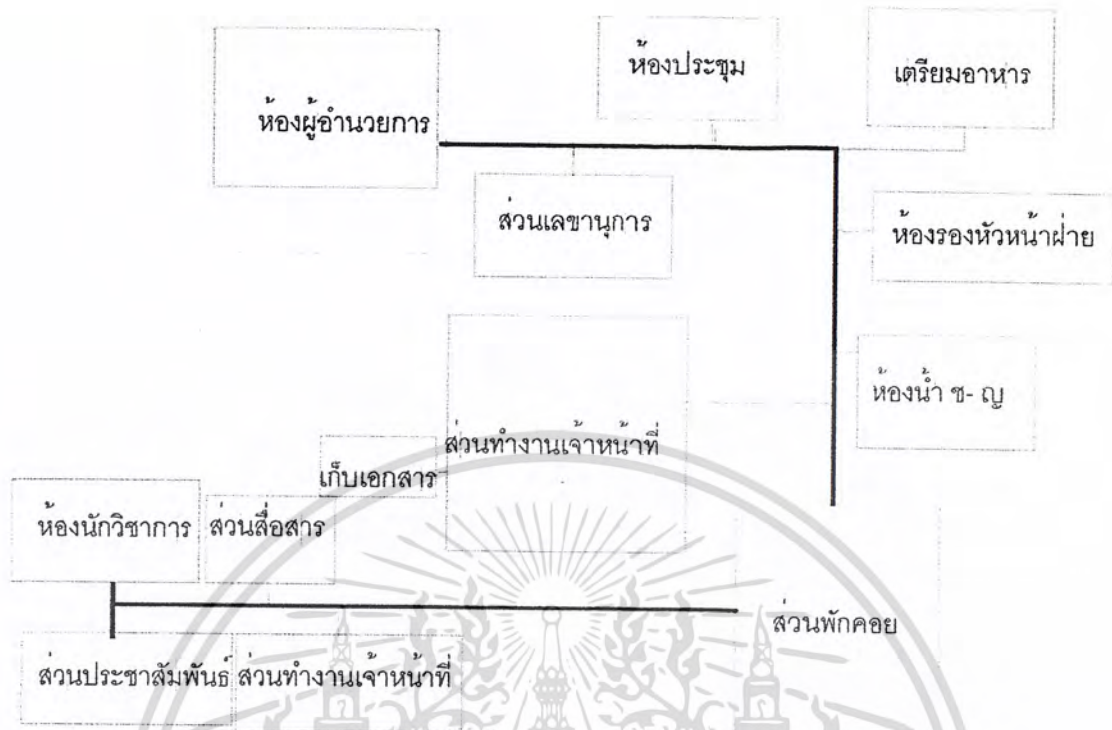 ห้องประชุม
เตรียมอาหาร
ห้องผู้อำนวยการ
ส่วนเลขานุการ
ห้องรองหัวหน้าฝ่าย
ห้องน้ำ ช- ญ
ส่วนทำงานเจ้าหน้าที่
เก็บเอกสาร
ห้องนักวิชาการ
ส่วนสื่อสาร
ส่วนพักคอย
ส่วนประชาสัมพันธ์
ส่วนทำงานเจ้าหน้าที่